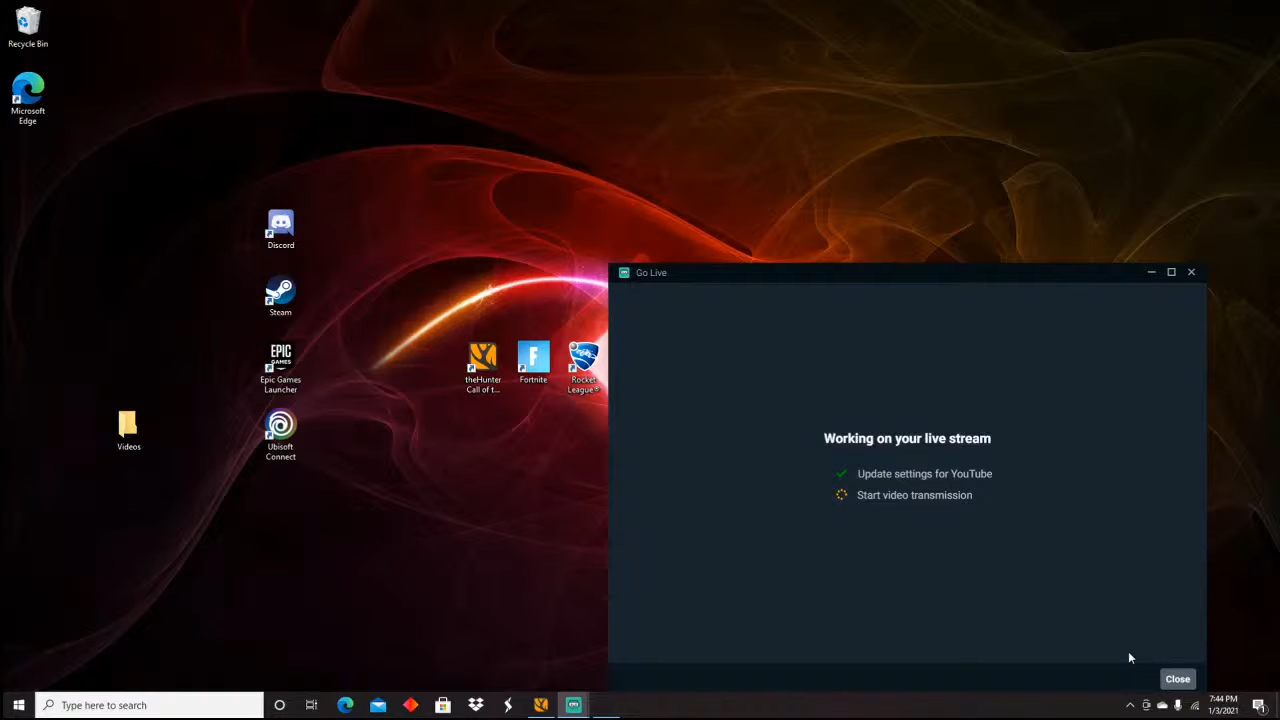 Recycle Bin
Microsoft
Edge
Discord
Steam
EPIC
GAMES
Epic Games
Launcher
Videos
Ubisoft
Connect
theHunter
Call of t...
F
Fortnite
Rocket
League®
Go Live
Working on your live stream
Update settings for YouTube
Start video transmission
Close
Type here to search
7:44 PM
1/3/2021
1